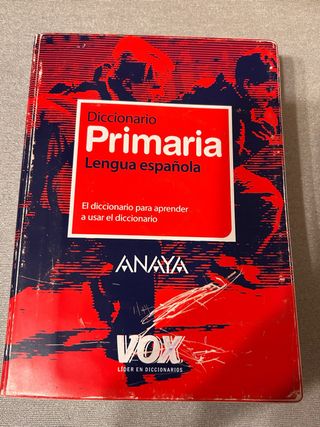 Diccionario
Primaria
Lengua española
El diccionario para aprender
a usar el diccionario
ANAYA
VOX
LÍDER EN DICCIONARIOS